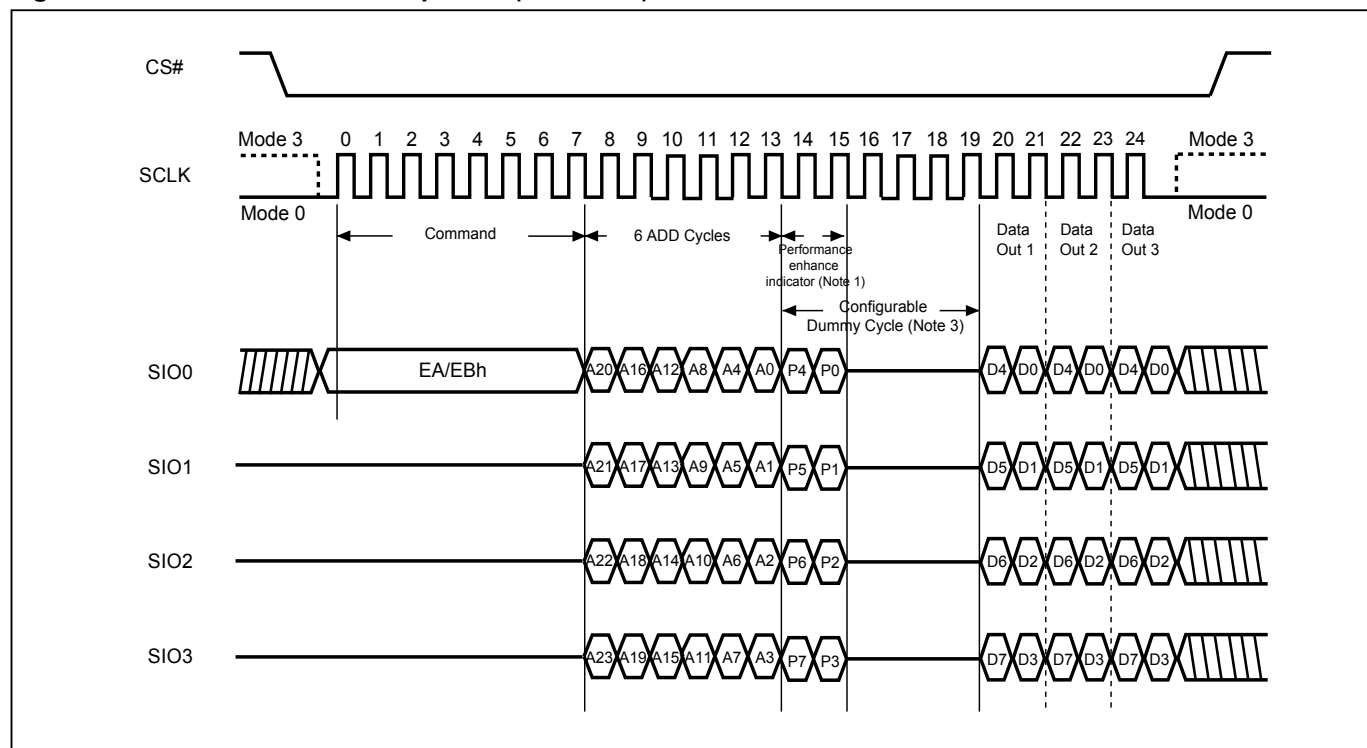 CS#
Mode 3 0 1 2 3 4 5 6 7 8 9 10 11 12 13 14 15 16 17 18 19 20 21 22 23 24 Mode 3
SCLK
Mode 0 Mode 0
Command 6 ADD Cycles Performance enhance indicator (Note 1) Data Out 1 Data Out 2 Data Out 3
Configurable
Dummy Cycle (Note 3)
SIO0 EA/EBh A20 A16 A12 A8 A4 A0 P4 P0 D4 D0 D4 D0 D4 D0
SIO1 A21 A17 A13 A9 A5 A1 P5 P1 D5 D1 D5 D1 D5 D1
SIO2 A22 A18 A14 A10 A6 A2 P6 P2 D6 D2 D6 D2 D6 D2
SIO3 A23 A19 A15 A11 A7 A3 P7 P3 D7 D3 D7 D3 D7 D3